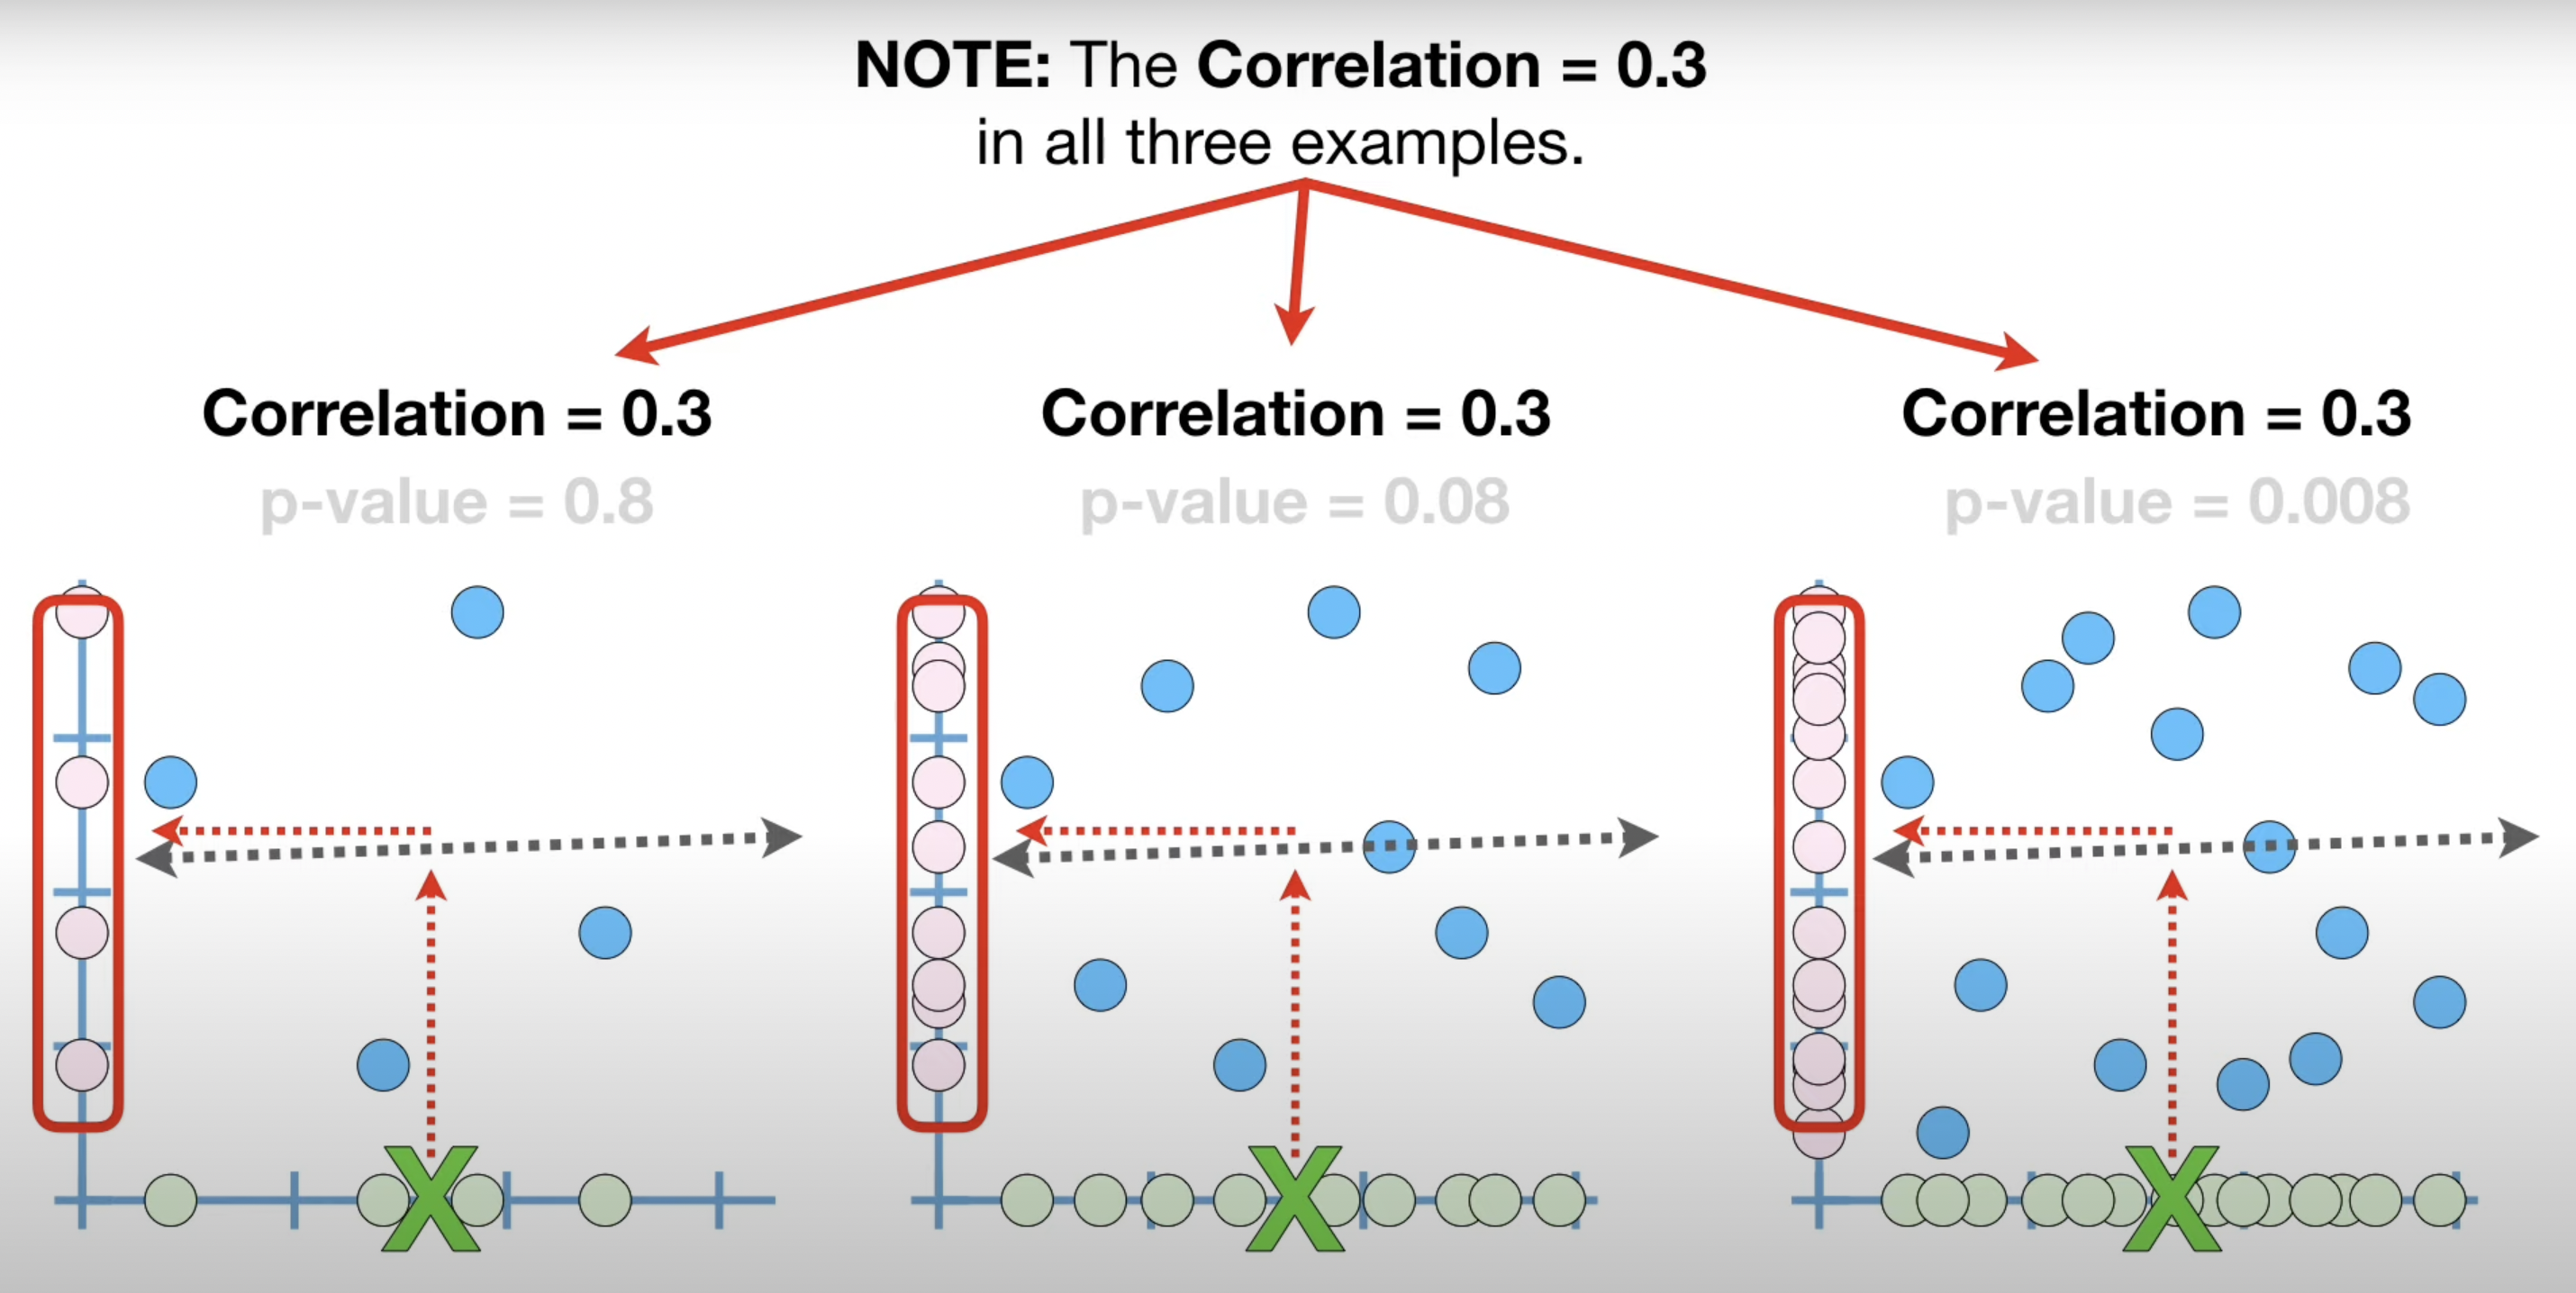 NOTE: The Correlation = 0.3
in all three examples.
Correlation = 0.3
p-value = 0.8
Correlation = 0.3
p-value = 0.08
Correlation = 0.3
p-value = 0.008
X
X
X